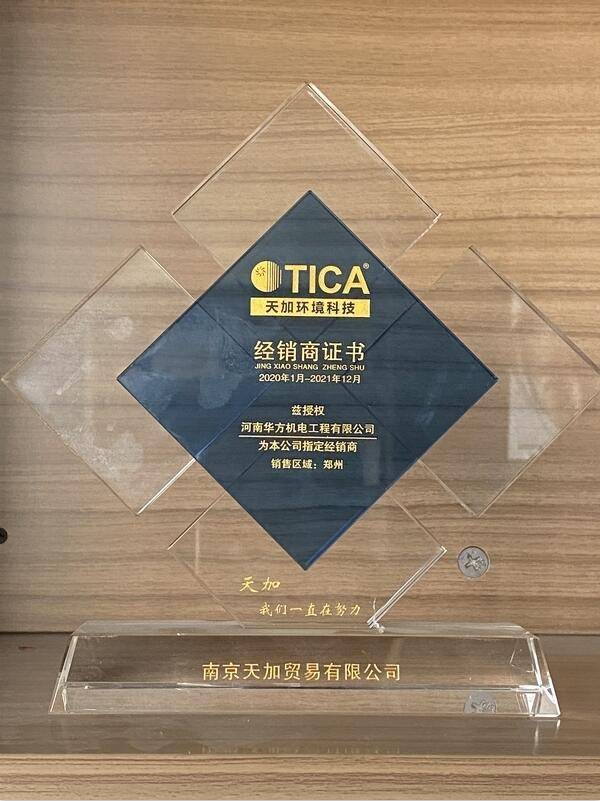 TICA®
天加环境科技
经销商证书
JING XIAO SHANG ZHENG SHU
2020年1月-2021年12月
兹授权
河南华方机电工程有限公司
为本公司指定经销商
销售区域：郑州
天加
我们一直在努力
南京天加贸易有限公司